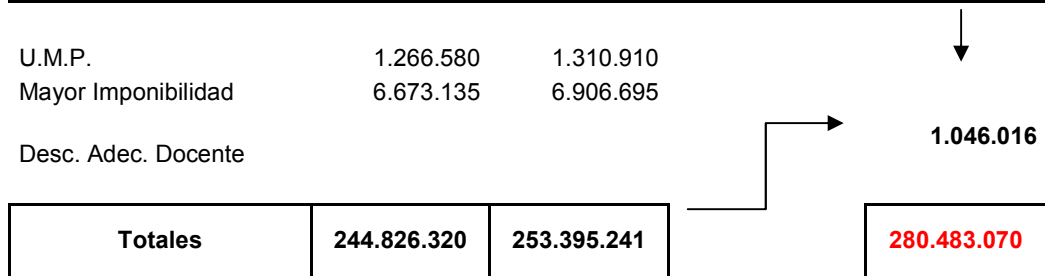 U.M.P. 1.266.580 1.310.910
Mayor Imponibilidad 6.673.135 6.906.695
1.046.016
Desc. Adec. Docente
Totales 244.826.320 253.395.241 280.483.070